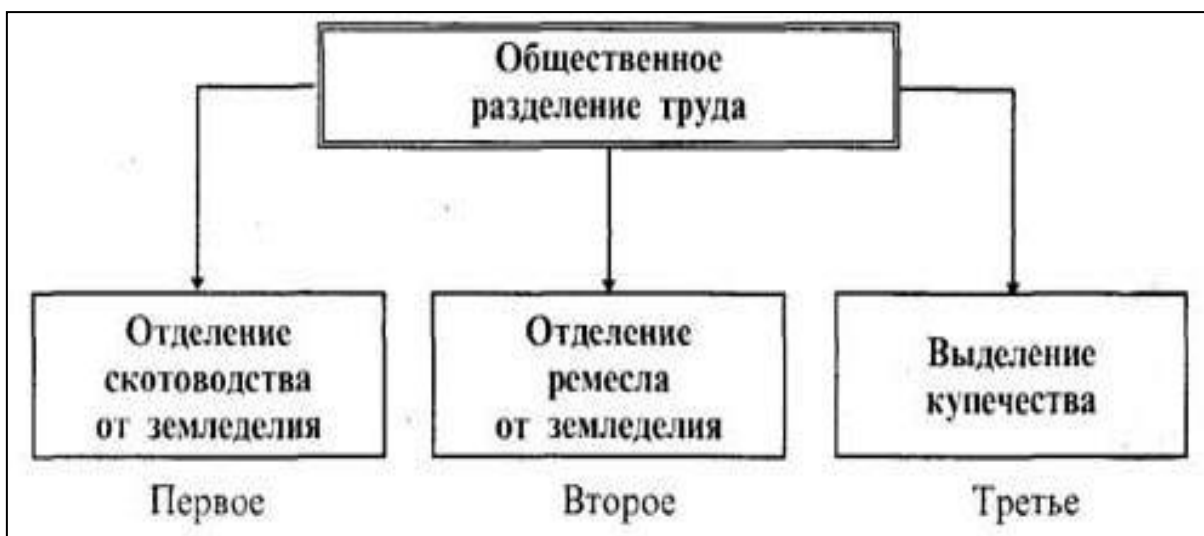 Общественное
разделение труда
Отделение
скотоводства
от земледелия
Отделение
ремесла
от земледелия
Выделение
купечества
Первое
Второе
Третье